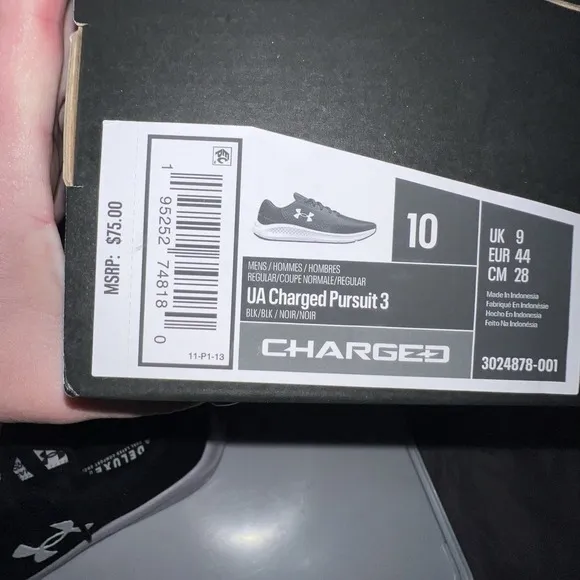 MSRP: $75.00
1 95252 74818 0
11-P1-13
MENS / HOMMES / HOMBRES
REGULAR/COUPE NORMALE/REGULAR
UA Charged Pursuit 3
BLK/BLK / NOIR/NOIR
CHARGED
10
UK 9
EUR 44
CM 28
Made In Indonesia
Fabriqué En Indonésie
Hecho En Indonesia
Feito Na Indonésia
3024878-001
DELUXE